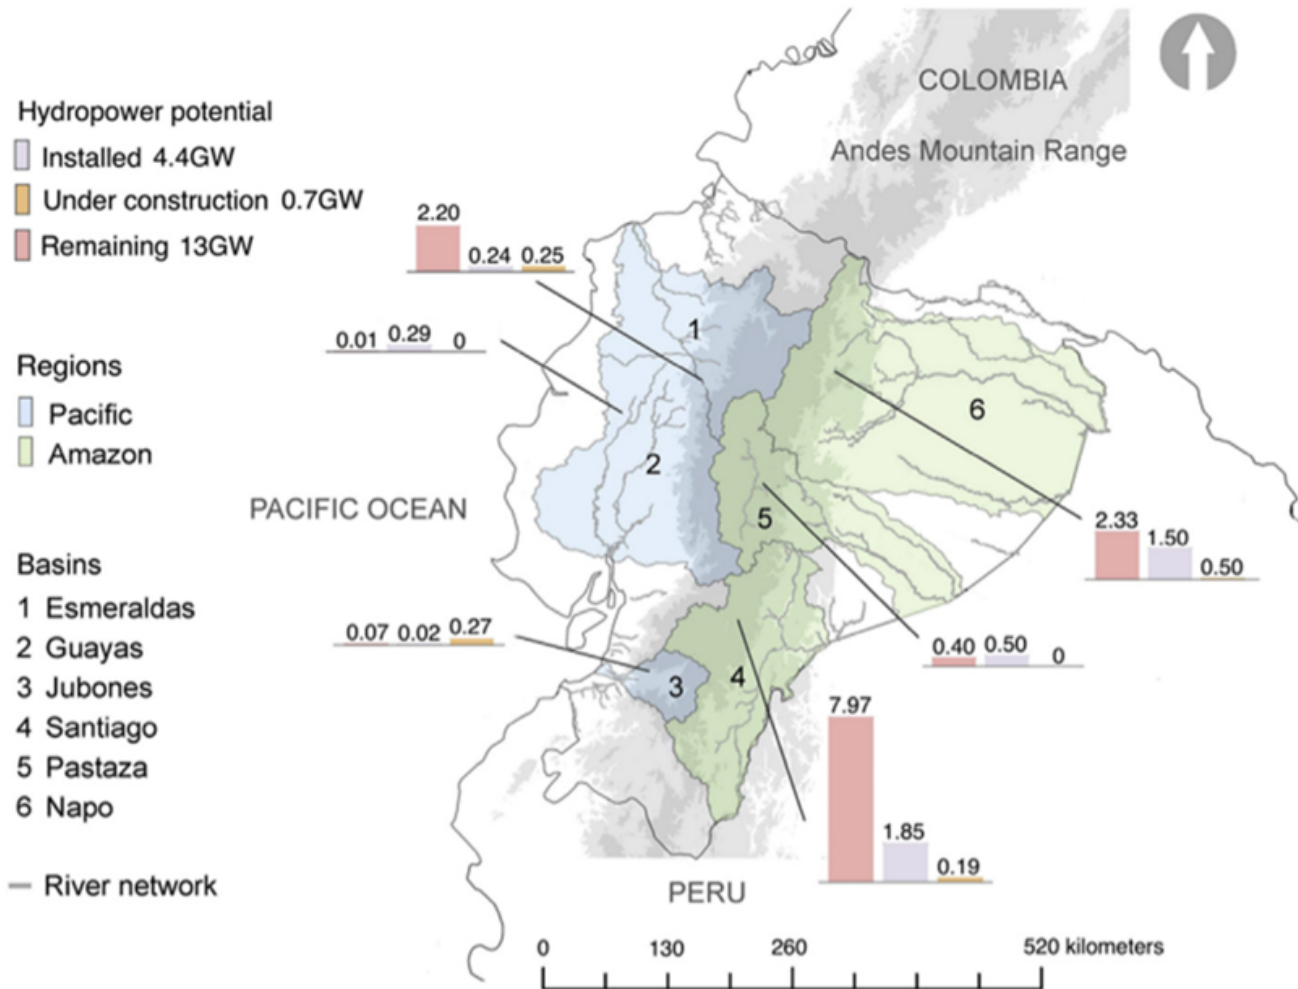 COLOMBIA
Andes Mountain Range
Hydropower potential
Installed 4.4GW
Under construction 0.7GW
Remaining 13GW
2.20
0.24
0.25
0.01
0.29
0
Regions
Pacific
Amazon
PACIFIC OCEAN
1
2
3
4
5
6
2.33
1.50
0.50
0.40
0.50
0
0.07
0.02
0.27
7.97
1.85
0.19
Basins
1 Esmeraldas
2 Guayas
3 Jubones
4 Santiago
5 Pastaza
6 Napo
River network
PERU
0 130 260 520 kilometers